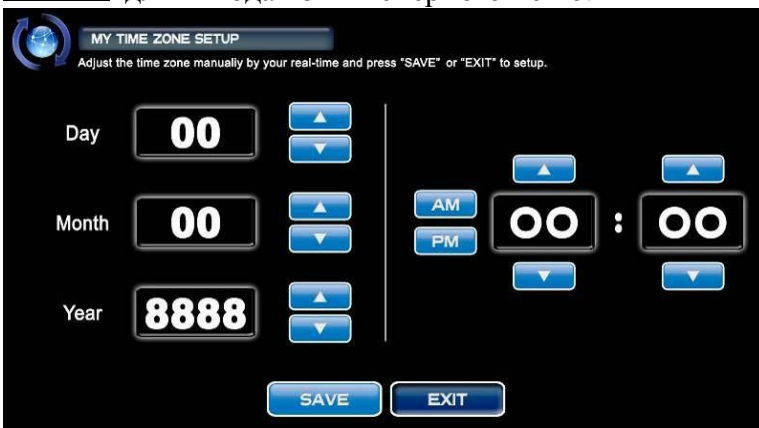 MY TIME ZONE SETUP
Adjust the time zone manualiy by your real-time and press "SAVE" or "EXIT" to setup.
Day
00
Month
00
Year
8888
AM
PM
00 : 00
SAVE
EXIT